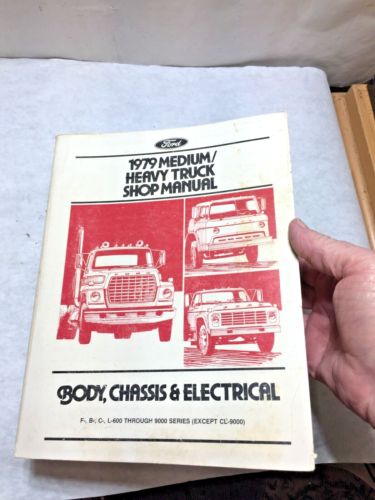 Ford
1979 MEDIUM/
HEAVY TRUCK
SHOP MANUAL
BODY, CHASSIS & ELECTRICAL
F-, B-, C-, L-600 THROUGH 9000 SERIES (EXCEPT CL-9000)